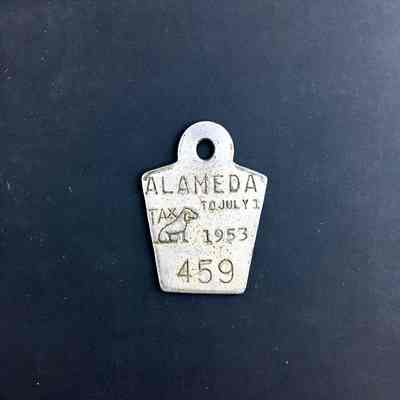 ALAMEDA
TO JULY 1
TAX
1953
459